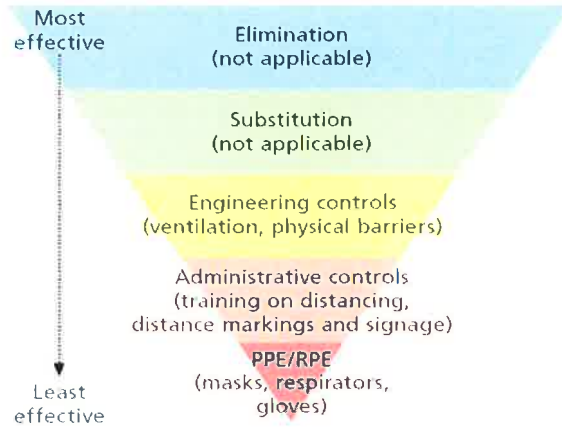 Most
effective
Elimination
(not applicable)
Substitution
(not applicable)
Engineering controls
(ventilation, physical barriers)
Administrative controls
(training on distancing,
distance markings and signage)
PPE/RPE
(masks, respirators,
gloves)
Least
effective